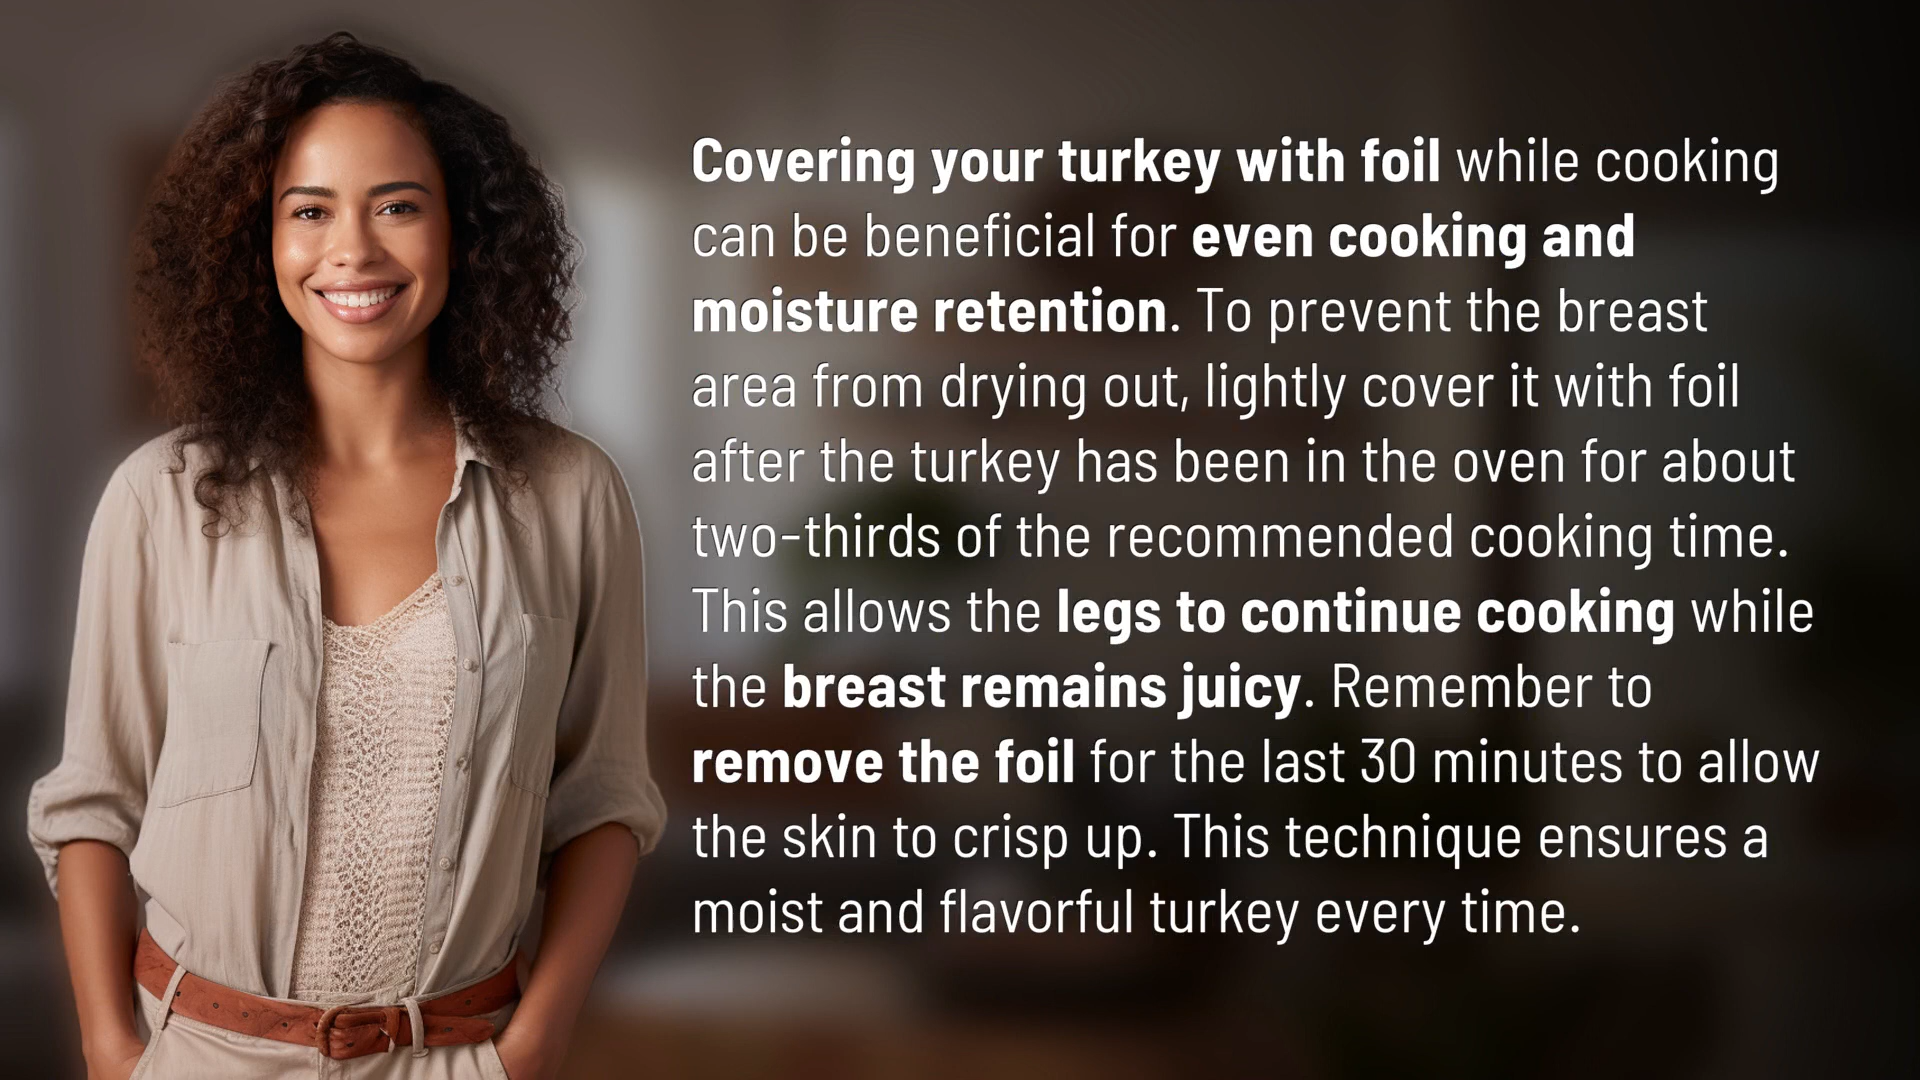 Covering your turkey with foil while cooking
can be beneficial for even cooking and
moisture retention. To prevent the breast
area from drying out, lightly cover it with foil
after the turkey has been in the oven for about
two-thirds of the recommended cooking time.
This allows the legs to continue cooking while
the breast remains juicy. Remember to
remove the foil for the last 30 minutes to allow
the skin to crisp up. This technique ensures a
moist and flavorful turkey every time.